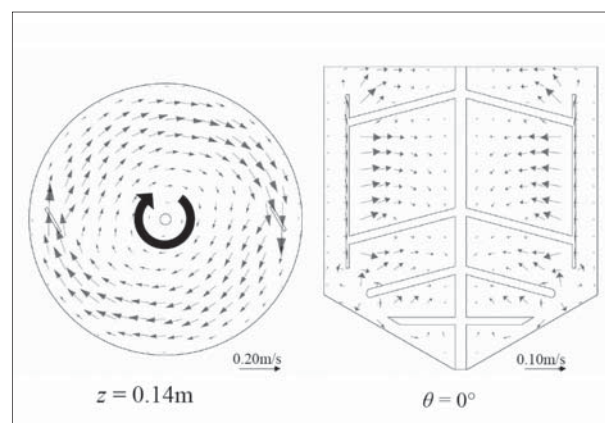 0.20m/s
0.10m/s
z = 0.14m
θ = 0°